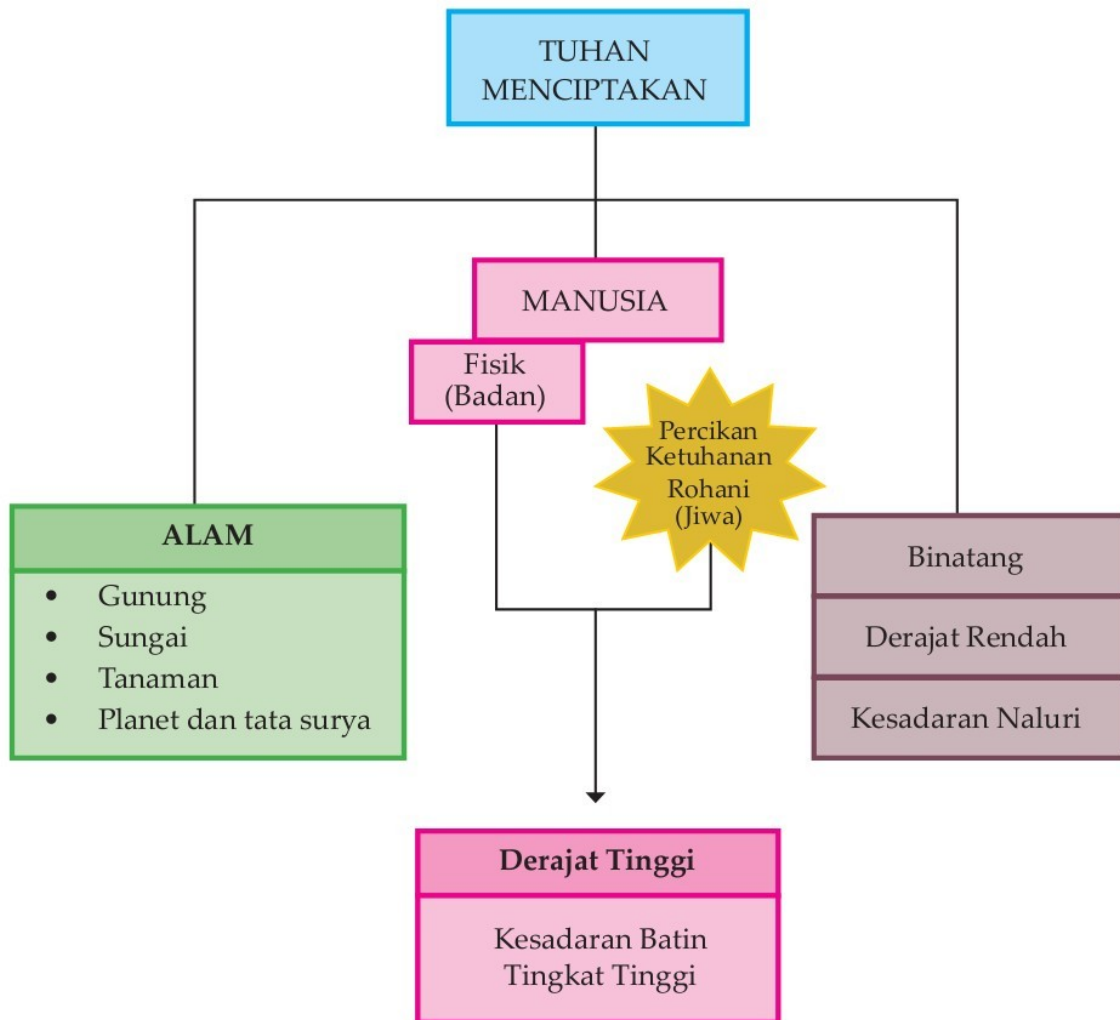 TUHAN
MENCIPTAKAN
MANUSIA
Fisik
(Badan)
Percikan
Ketuhanan
Rohani
(Jiwa)
ALAM
• Gunung
• Sungai
• Tanaman
• Planet dan tata surya
Binatang
Derajat Rendah
Kesadaran Naluri
Derajat Tinggi
Kesadaran Batin
Tingkat Tinggi